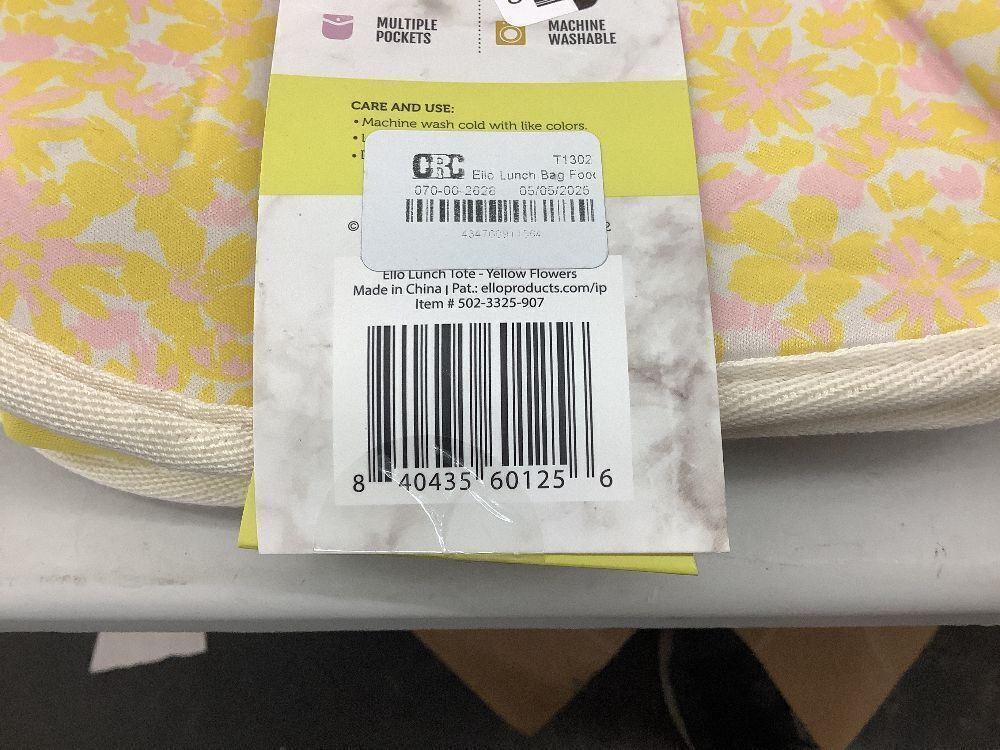 MULTIPLE
POCKETS
MACHINE
WASHABLE
CARE AND USE:
• Machine wash cold with like colors.
•
•
CRC
T1302
Ello Lunch Bag Food
070-00-2628 05/05/2025
©
2
Ello Lunch Tote - Yellow Flowers
Made in China | Pat.: elloproducts.com/ip
Item # 502-3325-907
8 40435 60125 6